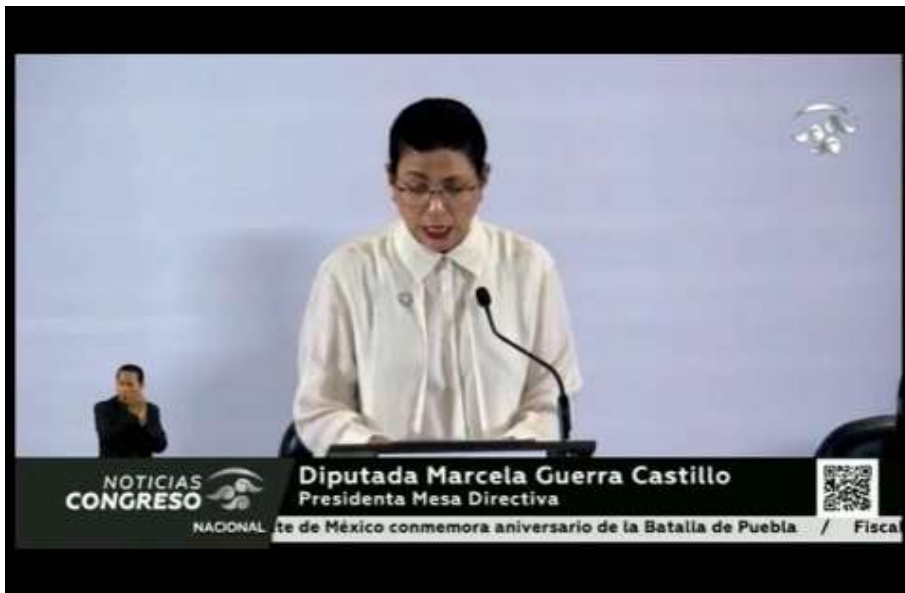 Diputada Marcela Guerra Castillo
Presidenta Mesa Directiva
NOTICIAS
CONGRESO
NACIONAL
te de México conmemora aniversario de la Batalla de Puebla / Fiscal